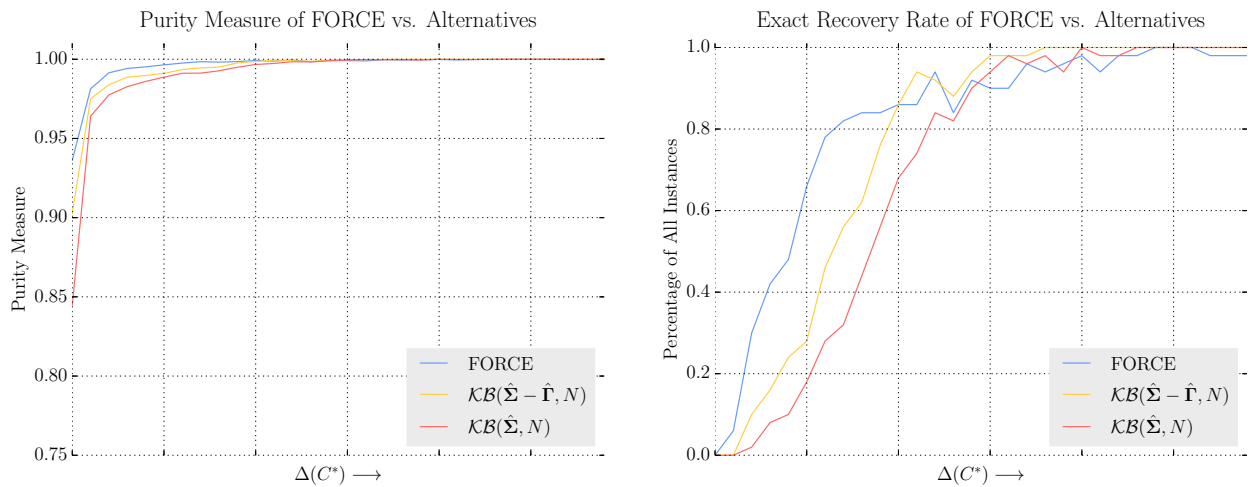 Purity Measure of FORCE vs. Alternatives
1.00
0.95
0.90
0.85
0.80
0.75
Purity Measure
Δ(C*) ⟶
FORCE
𝒦ℬ(Σ̂ − Γ̂, N)
𝒦ℬ(Σ̂, N)
Exact Recovery Rate of FORCE vs. Alternatives
1.0
0.8
0.6
0.4
0.2
0.0
Percentage of All Instances
Δ(C*) ⟶
FORCE
𝒦ℬ(Σ̂ − Γ̂, N)
𝒦ℬ(Σ̂, N)